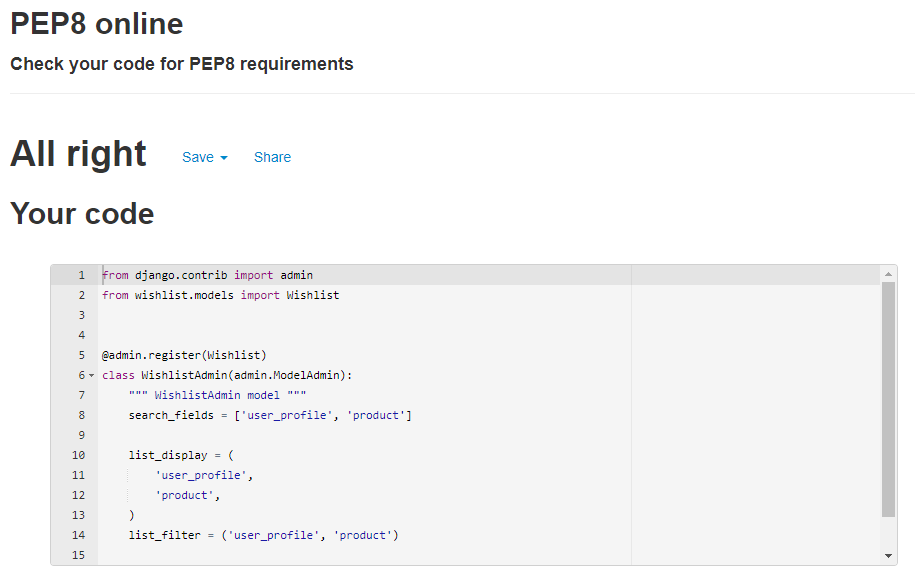 PEP8 online
Check your code for PEP8 requirements
All right Save Share
Your code
1 from django.contrib import admin
2 from wishlist.models import Wishlist
3
4
5 @admin.register(Wishlist)
6 class WishlistAdmin(admin.ModelAdmin):
7     """ WishlistAdmin model """
8     search_fields = ['user_profile', 'product']
9
10     list_display = (
11         'user_profile',
12         'product',
13     )
14     list_filter = ('user_profile', 'product')
15